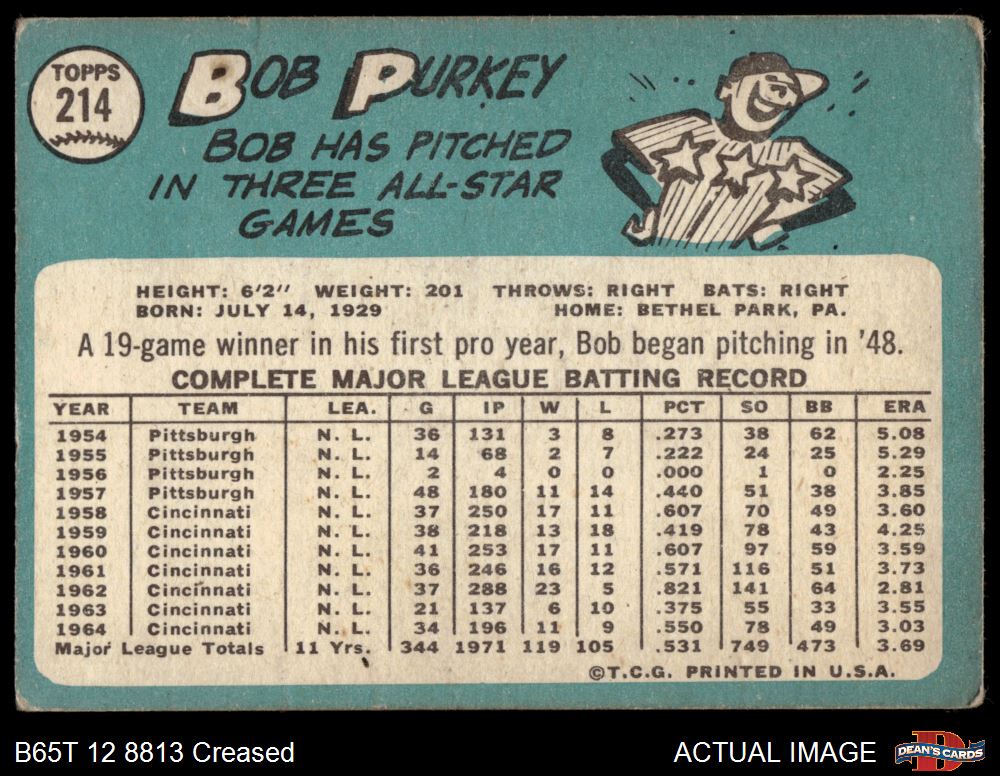 TOPPS
214
BOB PURKEY
BOB HAS PITCHED
IN THREE ALL-STAR
GAMES
HEIGHT: 6'2" WEIGHT: 201 THROWS: RIGHT BATS: RIGHT
BORN: JULY 14, 1929 HOME: BETHEL PARK, PA.
A 19-game winner in his first pro year, Bob began pitching in '48.
COMPLETE MAJOR LEAGUE BATTING RECORD
YEAR TEAM LEA. G IP W L PCT SO BB ERA
1954 Pittsburgh N. L. 36 131 3 8 .273 38 62 5.08
1955 Pittsburgh N. L. 14 68 2 7 .222 24 25 5.29
1956 Pittsburgh N. L. 2 4 0 0 .000 1 0 2.25
1957 Pittsburgh N. L. 48 180 11 14 .440 51 38 3.85
1958 Cincinnati N. L. 37 250 17 11 .607 70 49 3.60
1959 Cincinnati N. L. 38 218 13 18 .419 78 43 4.25
1960 Cincinnati N. L. 41 253 17 11 .607 97 59 3.59
1961 Cincinnati N. L. 36 246 16 12 .571 116 51 3.73
1962 Cincinnati N. L. 37 288 23 5 .821 141 64 2.81
1963 Cincinnati N. L. 21 137 6 10 .375 55 33 3.55
1964 Cincinnati N. L. 34 196 11 9 .550 78 49 3.03
Major League Totals 11 Yrs. 344 1971 119 105 .531 749 473 3.69
©T.C.G. PRINTED IN U.S.A.
B65T 12 8813 Creased ACTUAL IMAGE DEAN'S CARDS